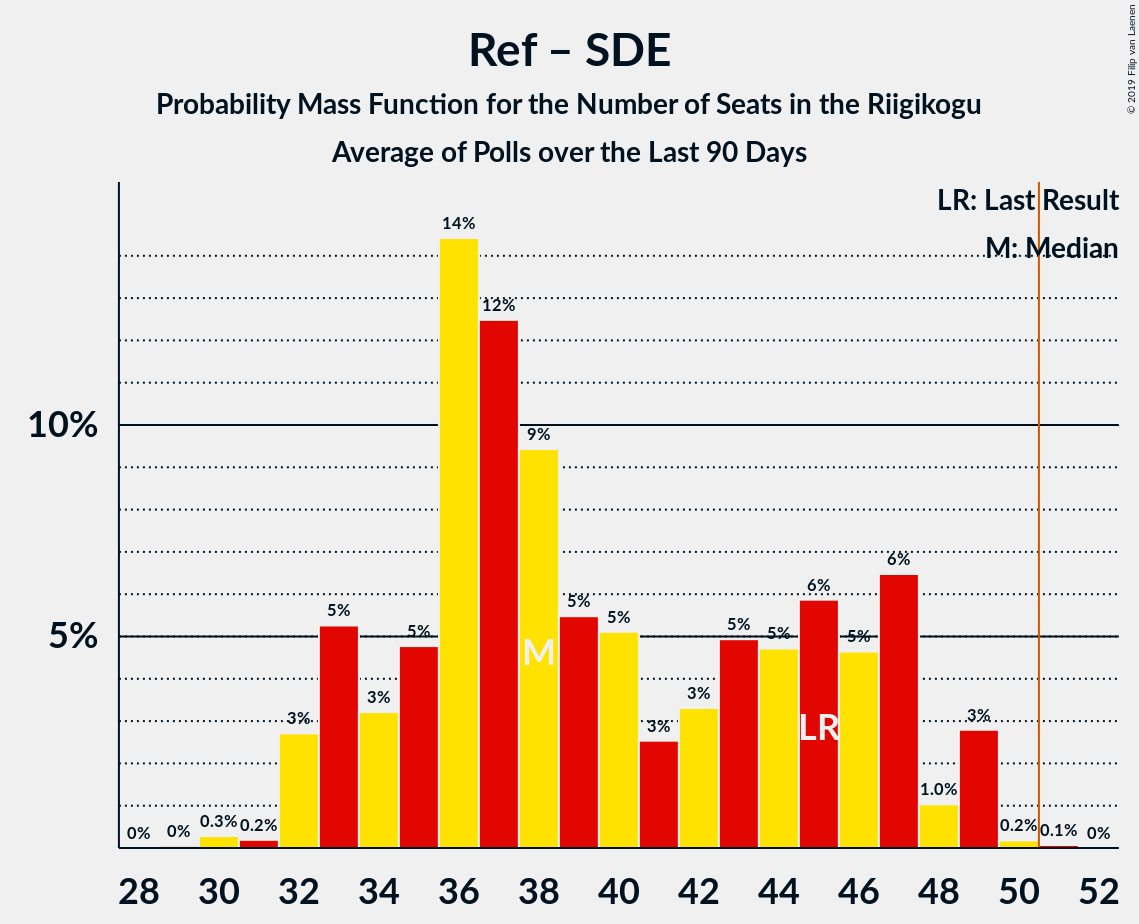 Ref – SDE
Probability Mass Function for the Number of Seats in the Riigikogu
Average of Polls over the Last 90 Days
© 2019 Filip van Laenen
LR: Last Result
M: Median
10%
5%
0% 0% 0.3% 0.2% 3% 5% 3% 5% 14% 12% 9% 5% 5% 3% 3% 5% 5% 6% 5% 6% 1.0% 3% 0.2% 0.1% 0%
M
LR
28 30 32 34 36 38 40 42 44 46 48 50 52